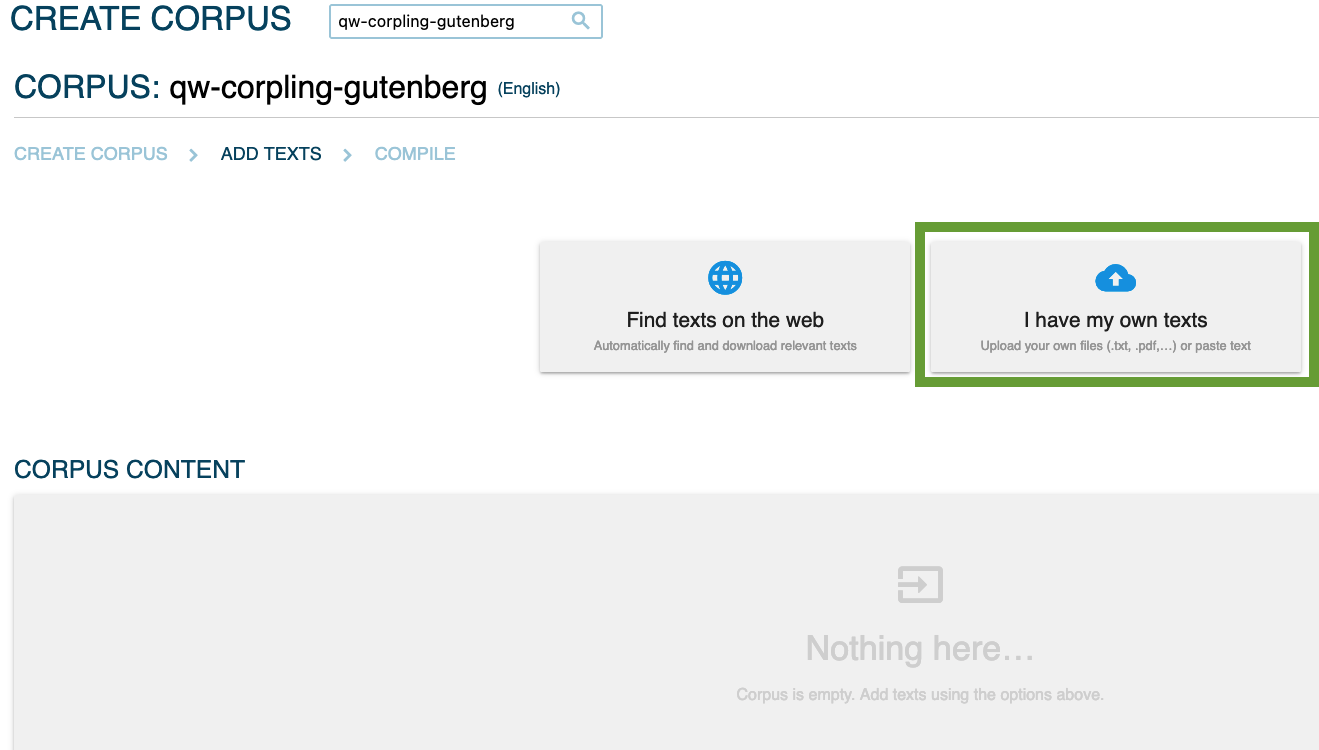 CREATE CORPUS
qw-corpling-gutenberg
CORPUS: qw-corpling-gutenberg (English)
CREATE CORPUS > ADD TEXTS > COMPILE
Find texts on the web
Automatically find and download relevant texts
I have my own texts
Upload your own files (.txt, .pdf,...) or paste text
CORPUS CONTENT
Nothing here...
Corpus is empty. Add texts using the options above.